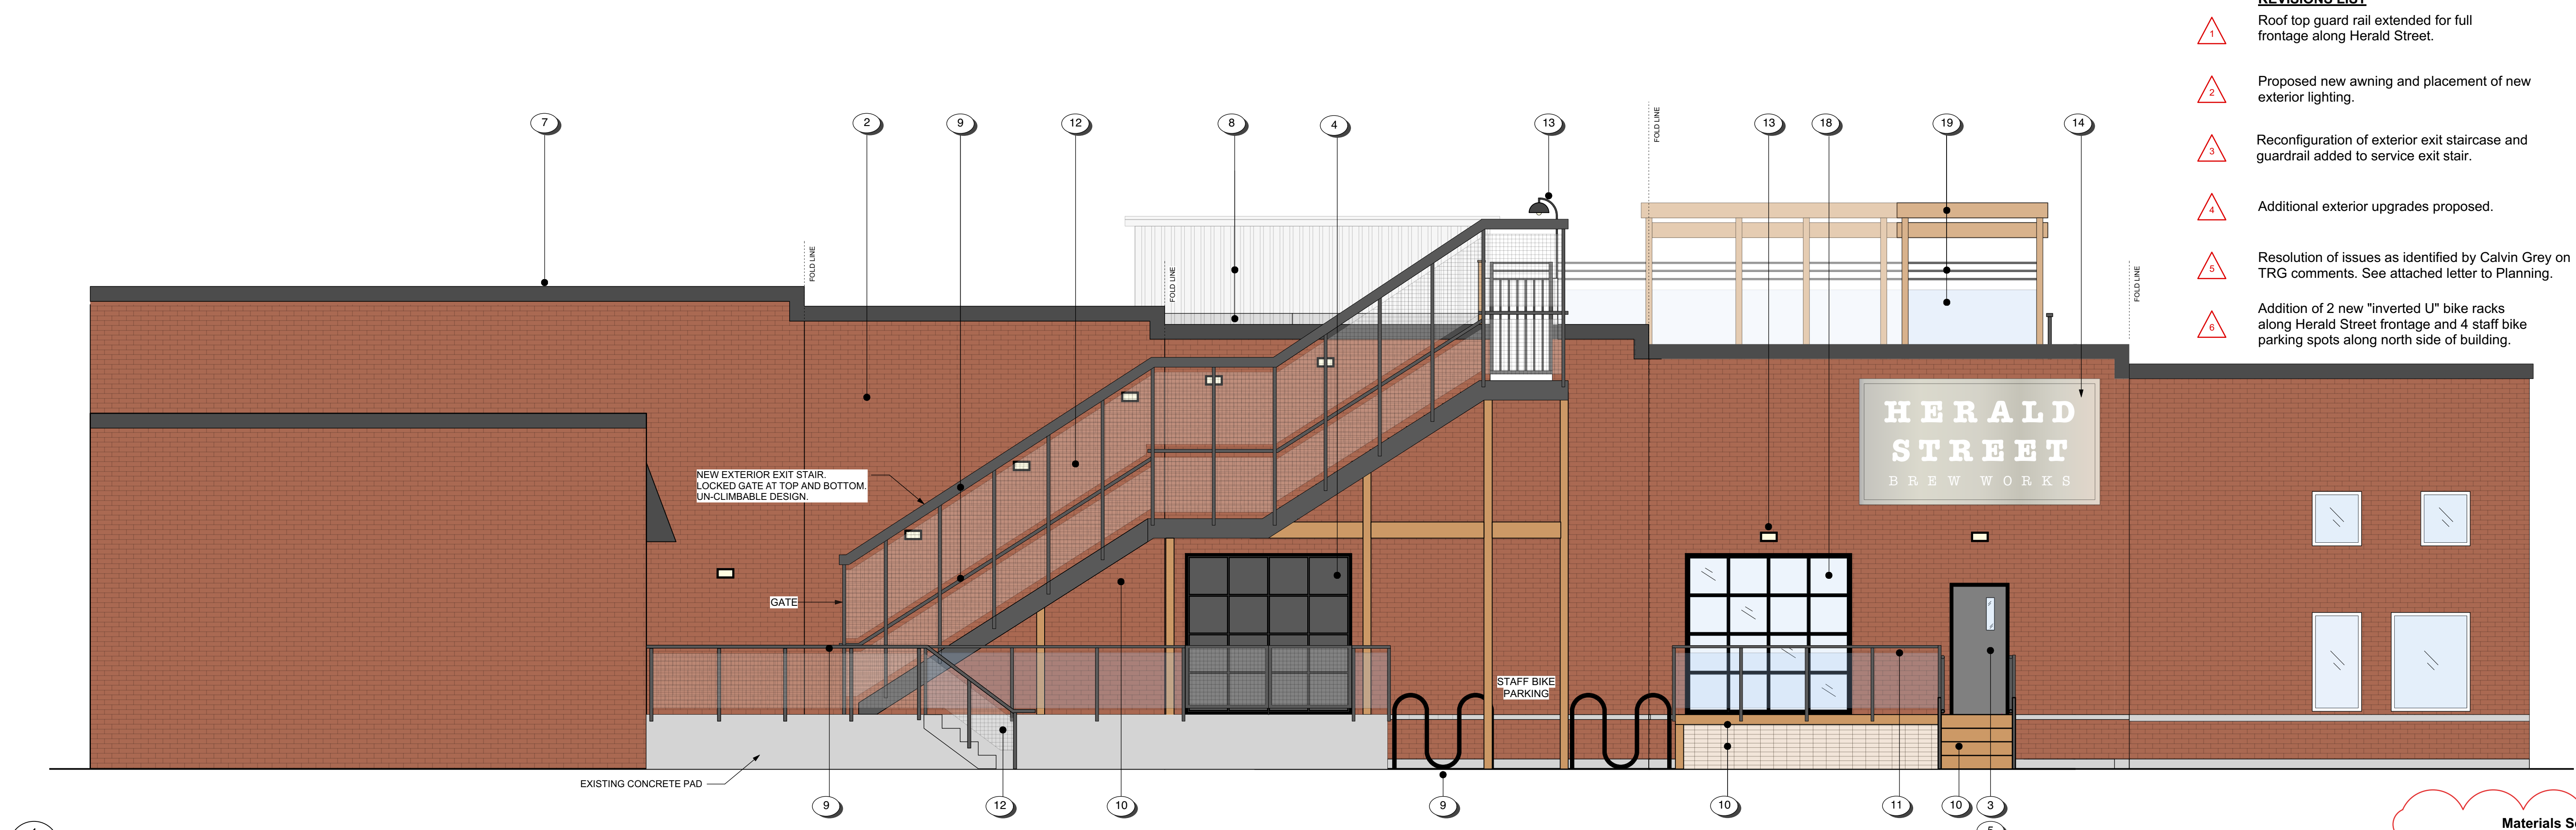 REVISIONS LIST
1
Roof top guard rail extended for full
frontage along Herald Street.
2
Proposed new awning and placement of new
exterior lighting.
3
Reconfiguration of exterior exit staircase and
guardrail added to service exit stair.
4
Additional exterior upgrades proposed.
5
Resolution of issues as identified by Calvin Grey on
TRG comments. See attached letter to Planning.
6
Addition of 2 new "inverted U" bike racks
along Herald Street frontage and 4 staff bike
parking spots along north side of building.
7
2
9
12
8
4
13
13
18
19
14
FOLD LINE
FOLD LINE
FOLD LINE
FOLD LINE
HERALD
STREET
BREW WORKS
NEW EXTERIOR EXIT STAIR.
LOCKED GATE AT TOP AND BOTTOM.
UN-CLIMBABLE DESIGN.
GATE
STAFF BIKE
PARKING
EXISTING CONCRETE PAD
9
12
10
9
10
11
10
3
Materials